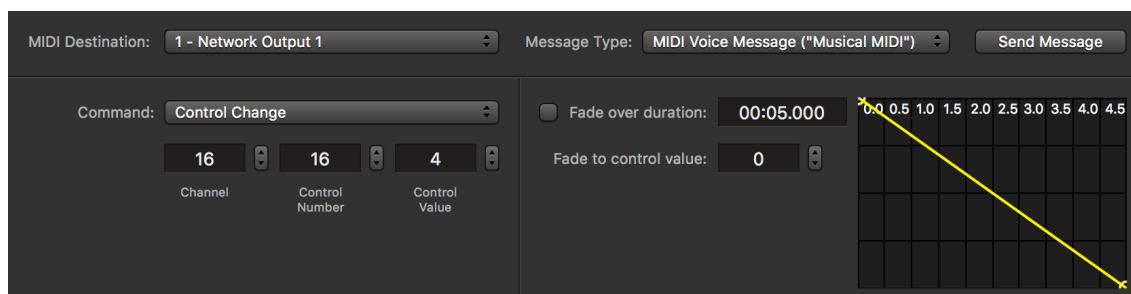 MIDI Destination: 1 - Network Output 1 Message Type: MIDI Voice Message ("Musical MIDI") Send Message
Command: Control Change
16 16 4
Channel Control Number Control Value
Fade over duration: 00:05.000
Fade to control value: 0
0.0 0.5 1.0 1.5 2.0 2.5 3.0 3.5 4.0 4.5